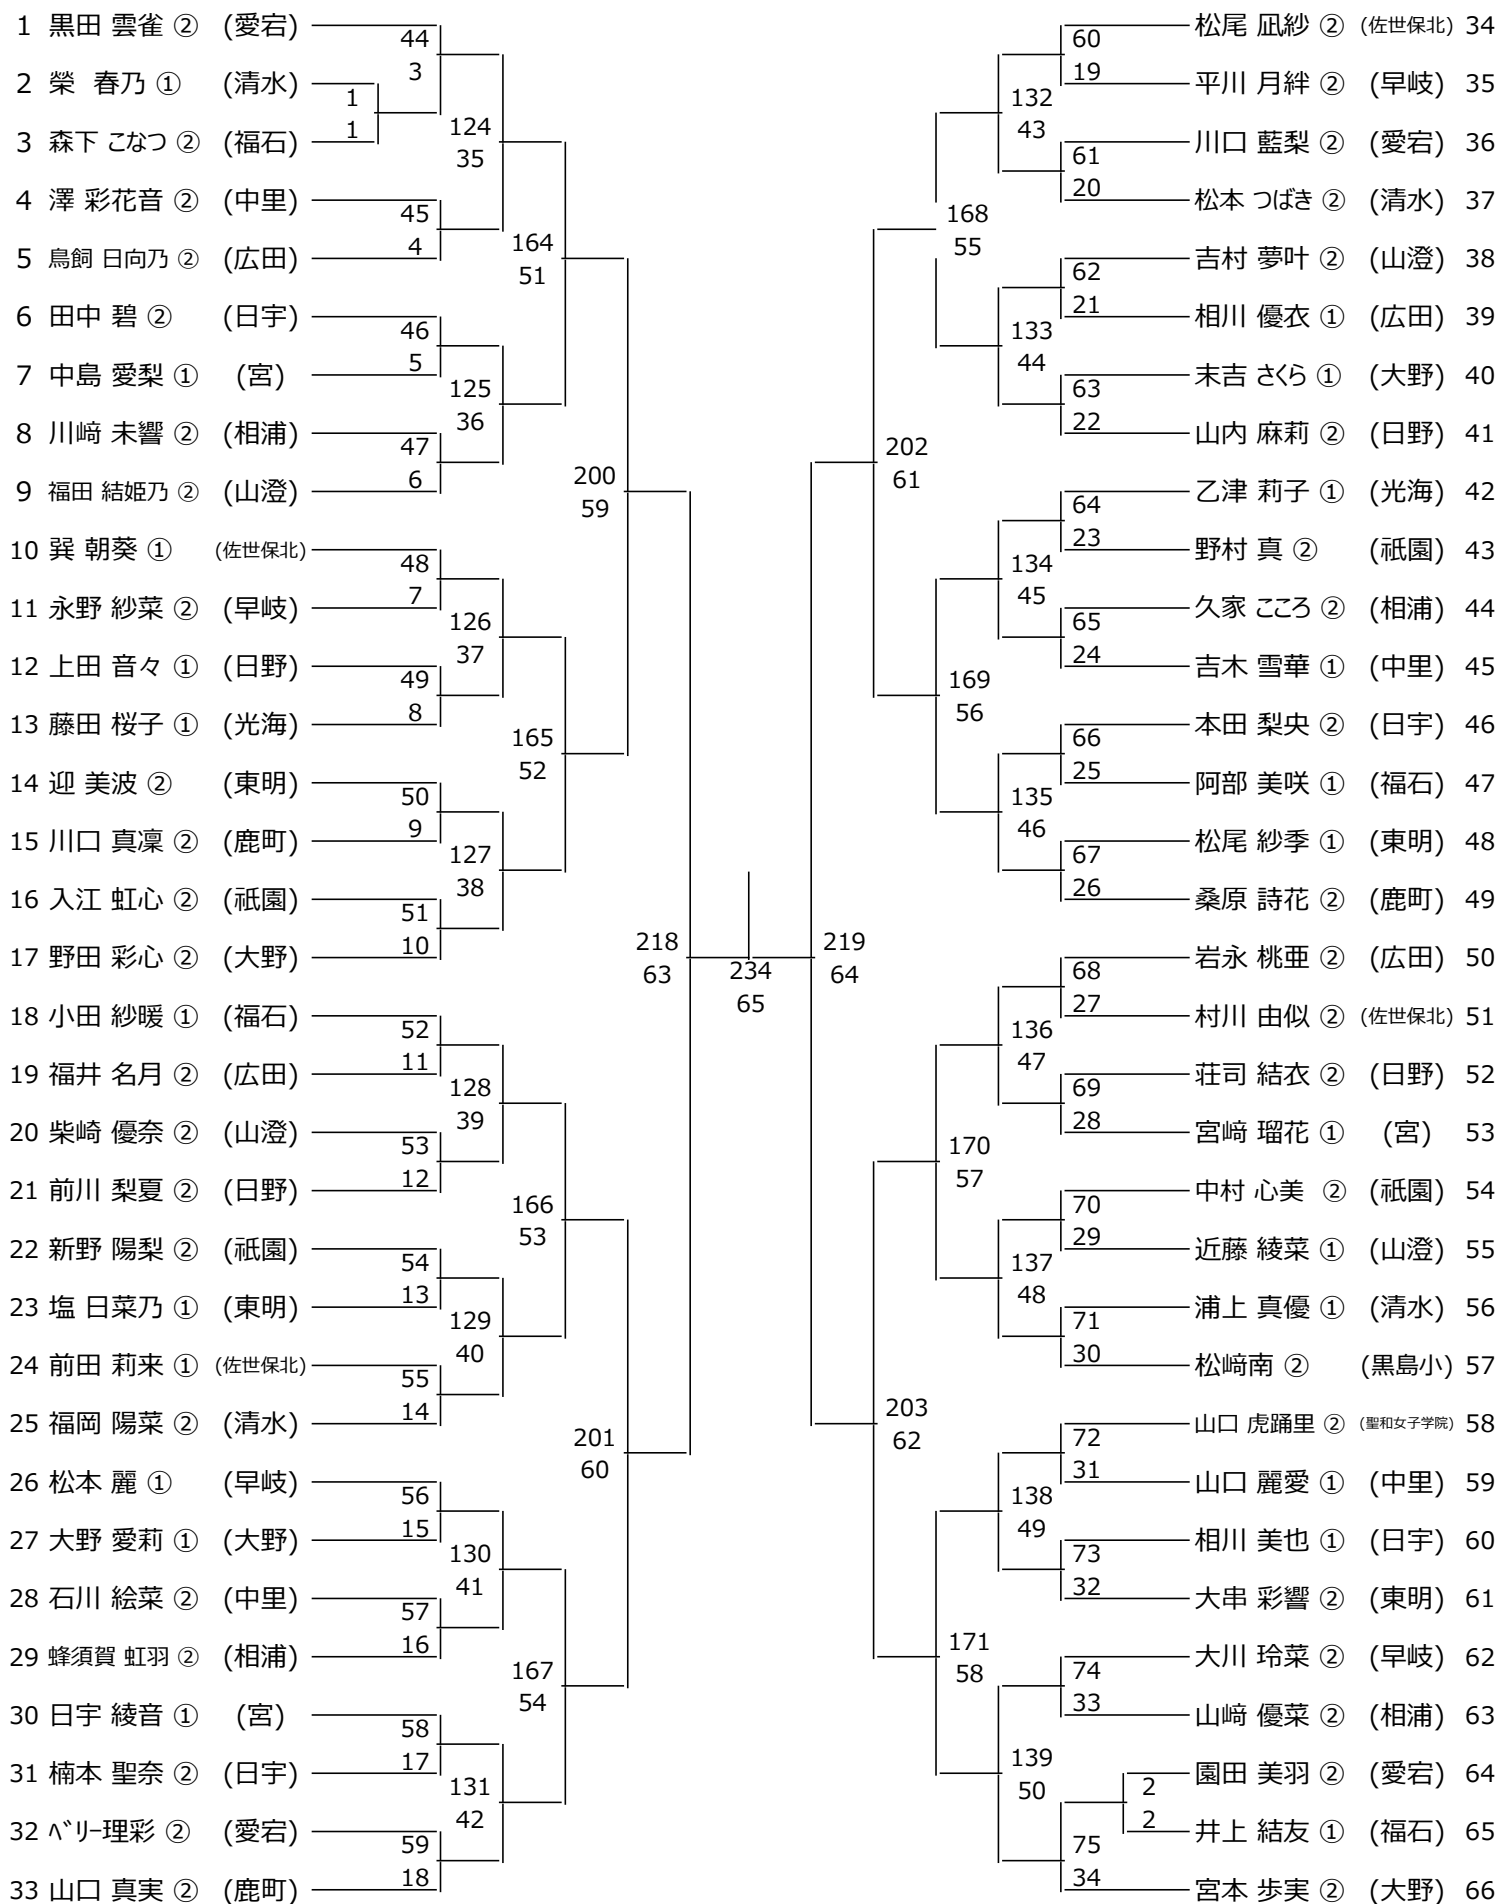 1 黒田 雲雀 ② (愛宕)
2 榮 春乃 ① (清水)
3 森下 こなつ ② (福石)
4 澤 彩花音 ② (中里)
5 鳥飼 日向乃 ② (広田)
6 田中 碧 ② (日宇)
7 中島 愛梨 ① (宮)
8 川﨑 未響 ② (相浦)
9 福田 結姫乃 ② (山澄)
10 巽 朝葵 ① (佐世保北)
11 永野 紗菜 ② (早岐)
12 上田 音々 ① (日野)
13 藤田 桜子 ① (光海)
14 迎 美波 ② (東明)
15 川口 真凜 ② (鹿町)
16 入江 虹心 ② (祇園)
17 野田 彩心 ② (大野)
18 小田 紗暖 ① (福石)
19 福井 名月 ② (広田)
20 柴崎 優奈 ② (山澄)
21 前川 梨夏 ② (日野)
22 新野 陽梨 ② (祇園)
23 塩 日菜乃 ① (東明)
24 前田 莉来 ① (佐世保北)
25 福岡 陽菜 ② (清水)
26 松本 麗 ① (早岐)
27 大野 愛莉 ① (大野)
28 石川 絵菜 ② (中里)
29 蜂須賀 虹羽 ② (相浦)
30 日宇 綾音 ① (宮)
31 楠本 聖奈 ② (日宇)
32 ﾍﾞﾘｰ理彩 ② (愛宕)
33 山口 真実 ② (鹿町)
1
1
44
3
45
4
46
5
47
6
48
7
49
8
50
9
51
10
52
11
53
12
54
13
55
14
56
15
57
16
58
17
59
18
124
35
125
36
126
37
127
38
128
39
129
40
130
41
131
42
164
51
165
52
166
53
167
54
200
59
201
60
218
63
234
65
219
64
202
61
203
62
168
55
169
56
170
57
171
58
132
43
133
44
134
45
135
46
136
47
137
48
138
49
139
50
60
19
61
20
62
21
63
22
64
23
65
24
66
25
67
26
68
27
69
28
70
29
71
30
72
31
73
32
74
33
2
2
75
34
松尾 凪紗 ② (佐世保北) 34
平川 月絆 ② (早岐) 35
川口 藍梨 ② (愛宕) 36
松本 つばき ② (清水) 37
吉村 夢叶 ② (山澄) 38
相川 優衣 ① (広田) 39
末吉 さくら ① (大野) 40
山内 麻莉 ② (日野) 41
乙津 莉子 ① (光海) 42
野村 真 ② (祇園) 43
久家 こころ ② (相浦) 44
吉木 雪華 ① (中里) 45
本田 梨央 ② (日宇) 46
阿部 美咲 ① (福石) 47
松尾 紗季 ① (東明) 48
桑原 詩花 ② (鹿町) 49
岩永 桃亜 ② (広田) 50
村川 由似 ② (佐世保北) 51
荘司 結衣 ② (日野) 52
宮﨑 瑠花 ① (宮) 53
中村 心美 ② (祇園) 54
近藤 綾菜 ① (山澄) 55
浦上 真優 ① (清水) 56
松﨑南 ② (黒島小) 57
山口 虎踊里 ② (聖和女子学院) 58
山口 麗愛 ① (中里) 59
相川 美也 ① (日宇) 60
大串 彩響 ② (東明) 61
大川 玲菜 ② (早岐) 62
山﨑 優菜 ② (相浦) 63
園田 美羽 ② (愛宕) 64
井上 結友 ① (福石) 65
宮本 歩実 ② (大野) 66